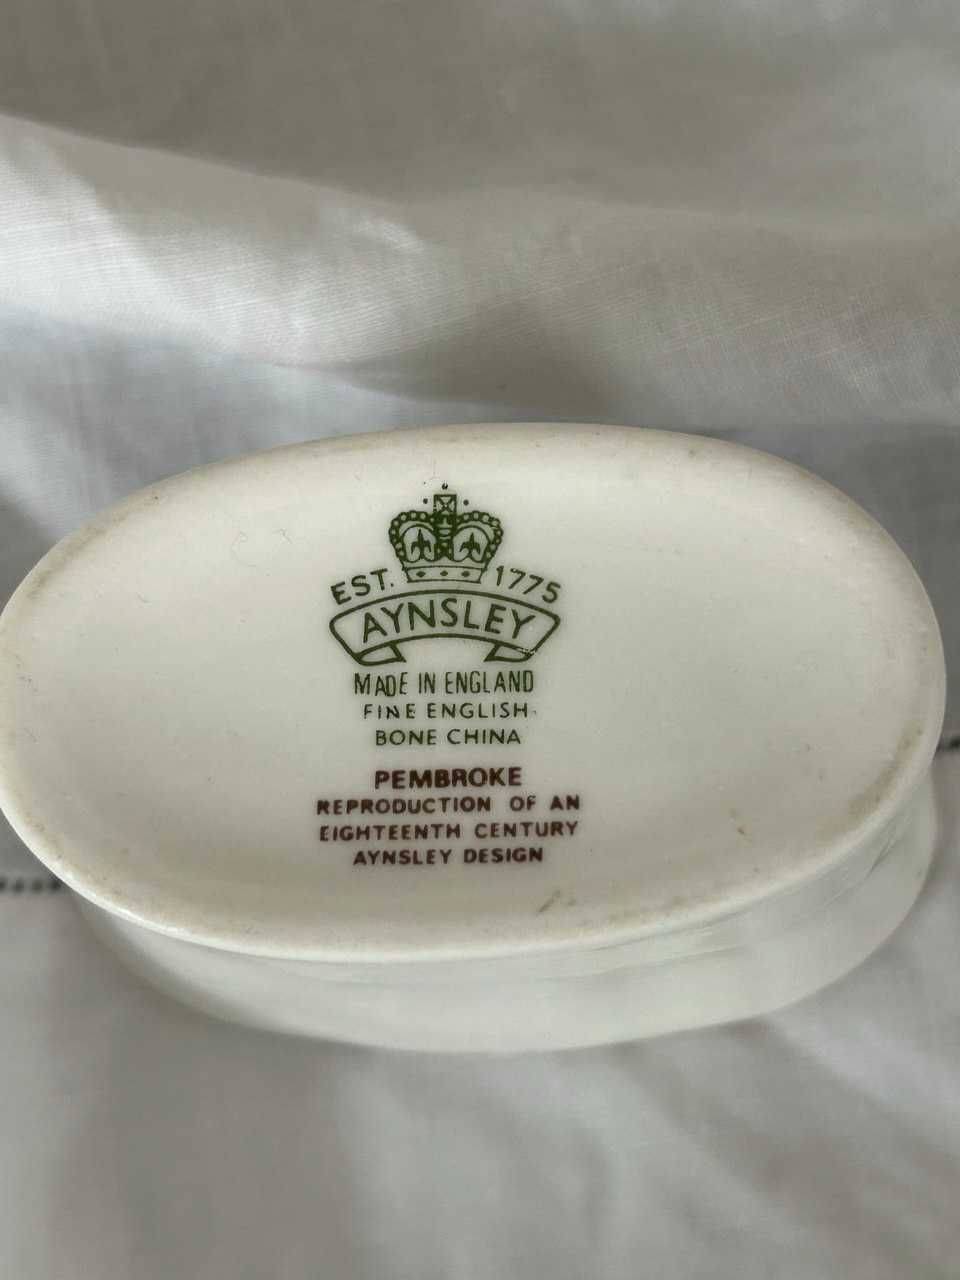 EST. 1775
AYNSLEY
MADE IN ENGLAND
FINE ENGLISH
BONE CHINA
PEMBROKE
REPRODUCTION OF AN
EIGHTEENTH CENTURY
AYNSLEY DESIGN